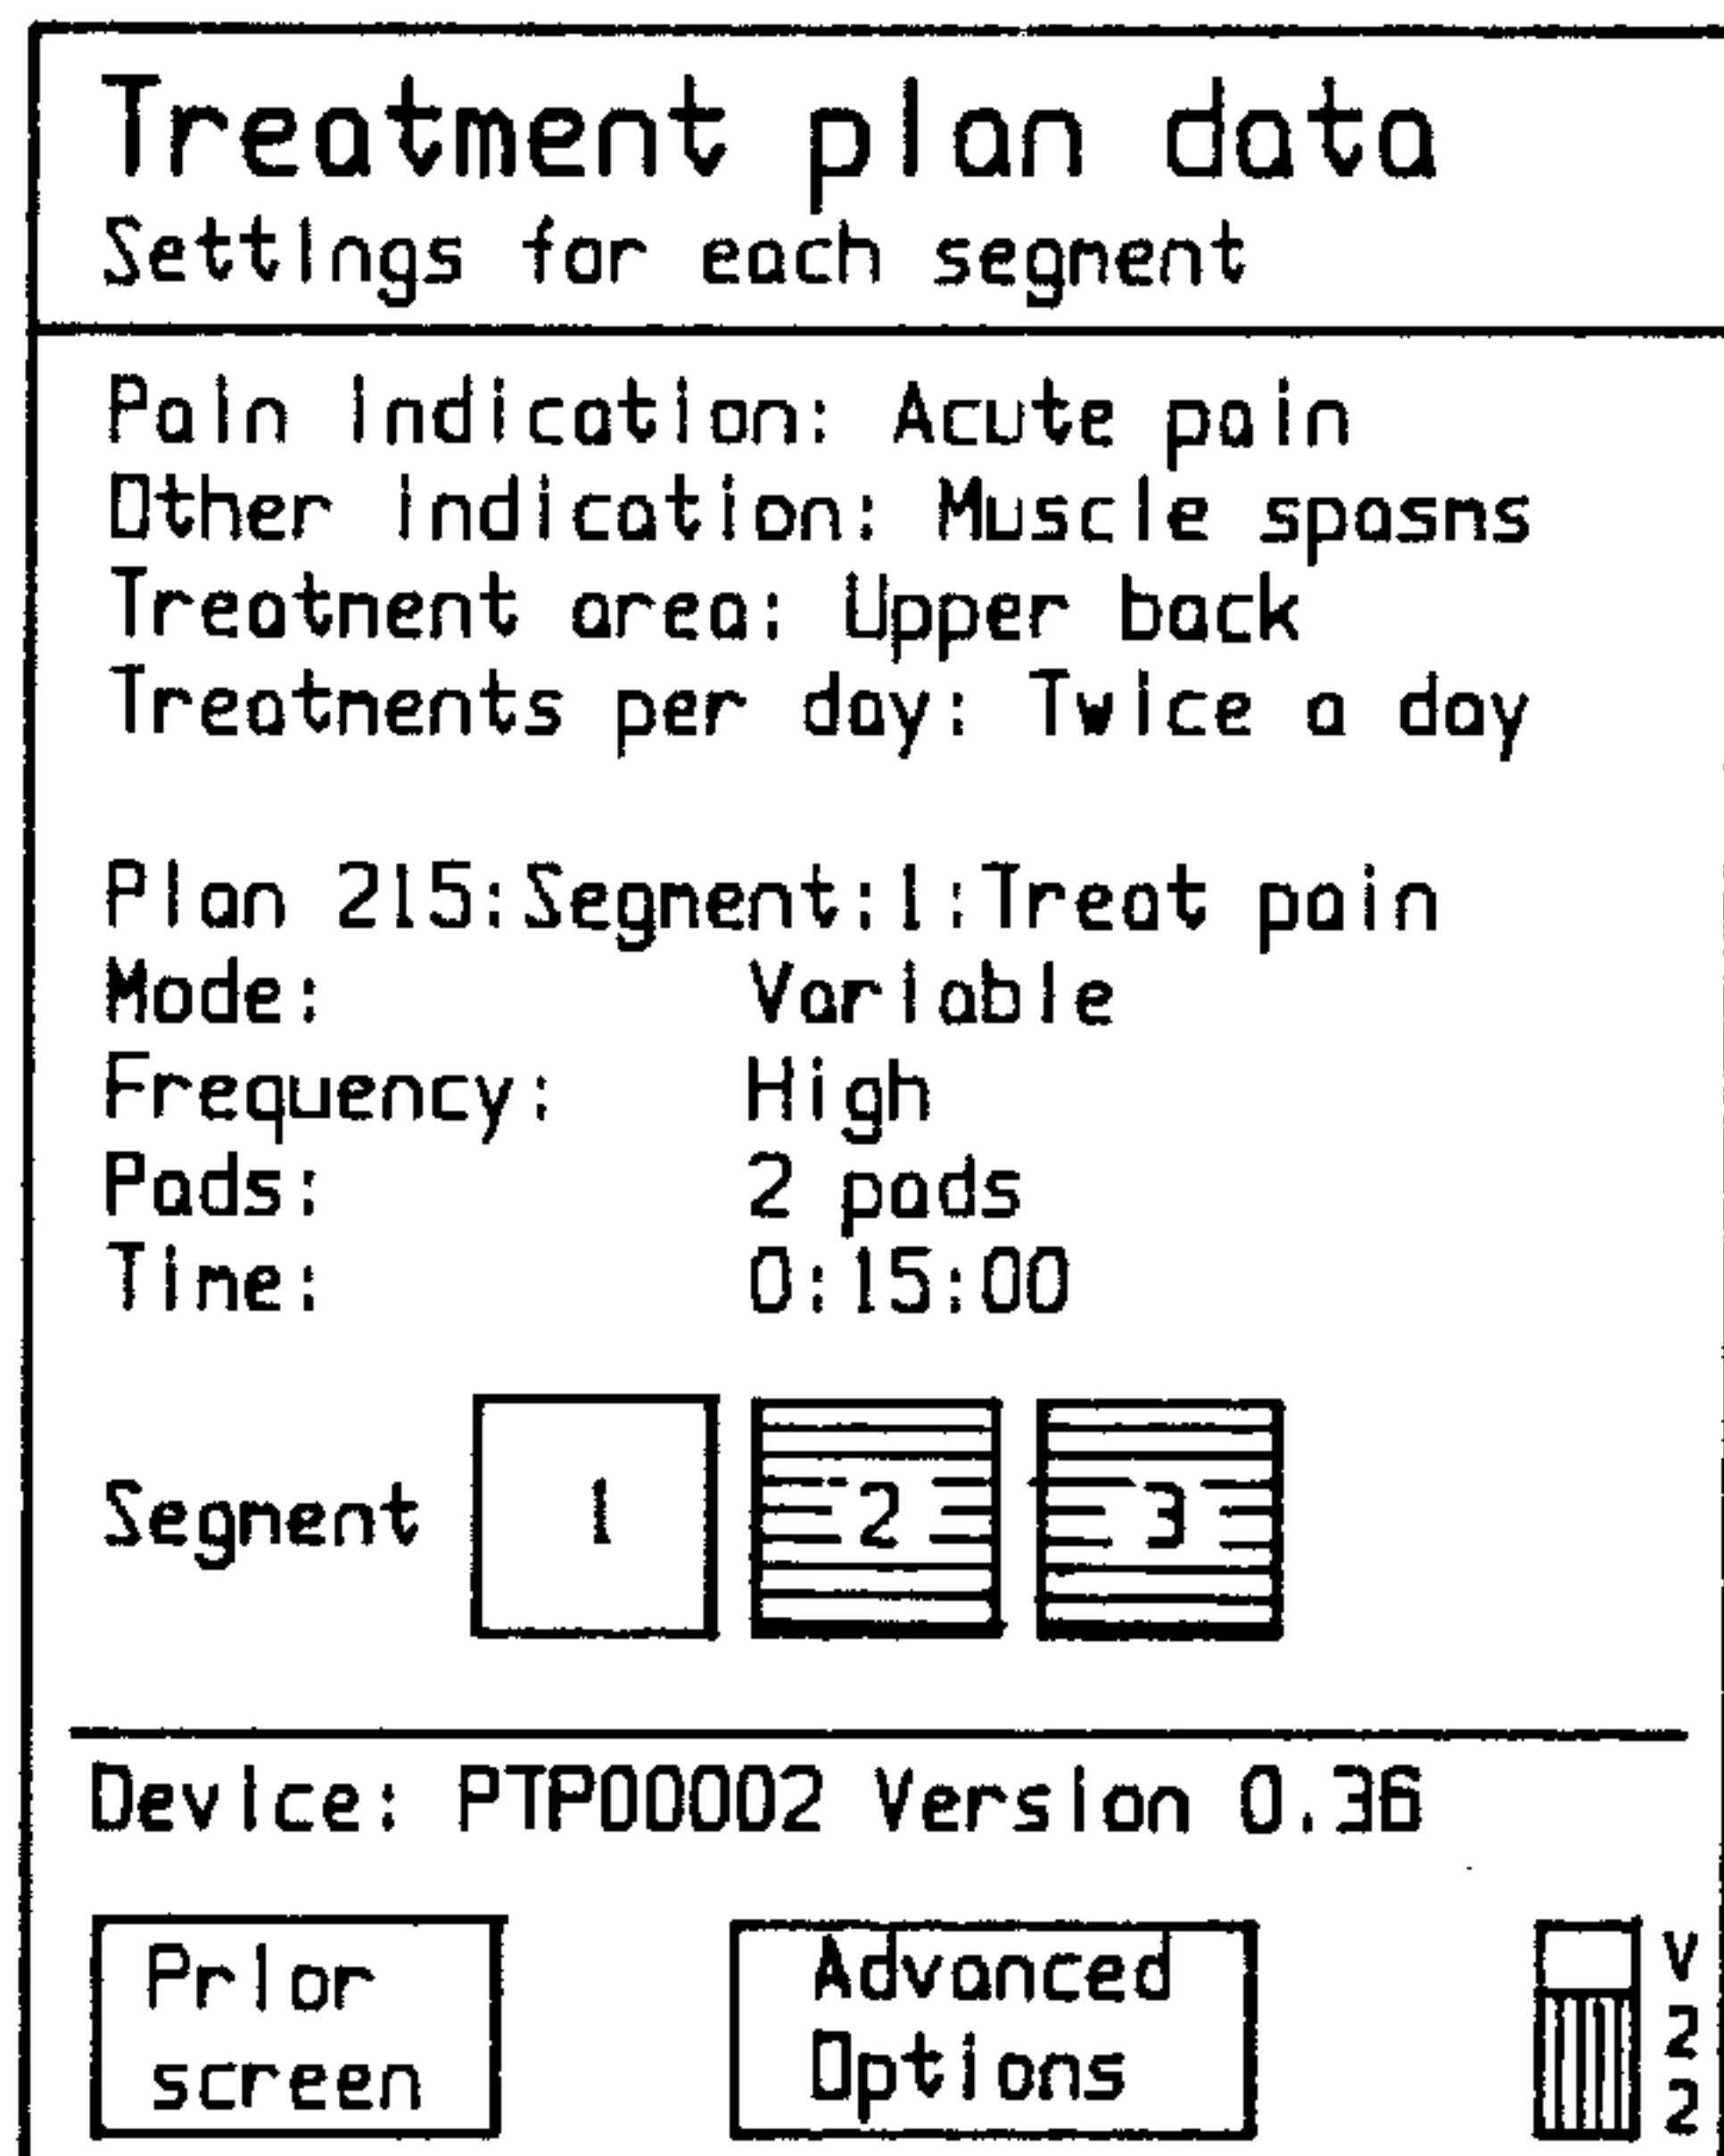 Treatment plan data
Settings for each segment
Pain indication: Acute pain
Other indication: Muscle spasms
Treatment area: Upper back
Treatments per day: Twice a day
Plan 215:Segment:1:Treat pain
Mode: Variable
Frequency: High
Pads: 2 pads
Time: 0:15:00
Segment 1 2 3
Device: PTP00002 Version 0.36
Prior screen
Advanced Options
V
2
2